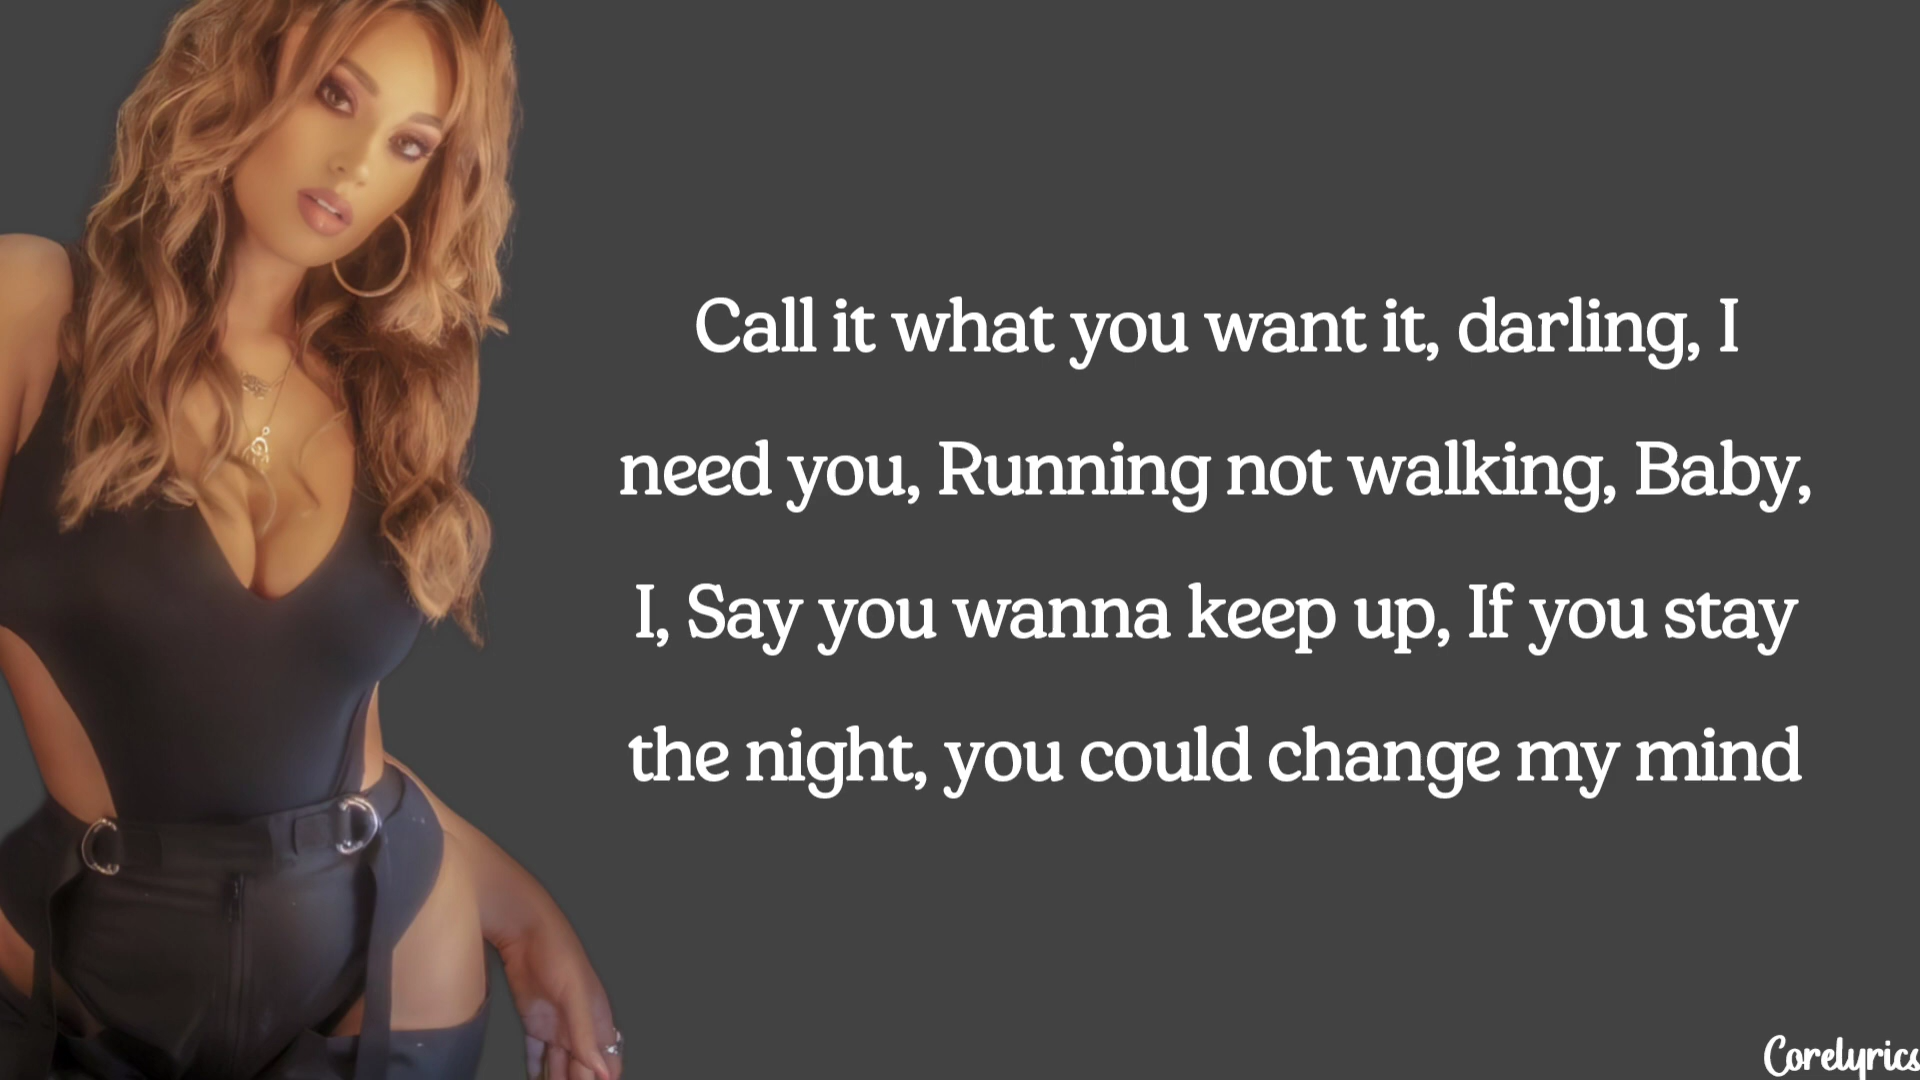 Call it what you want it, darling, I
need you, Running not walking, Baby,
I, Say you wanna keep up, If you stay
the night, you could change my mind
Corelyrics